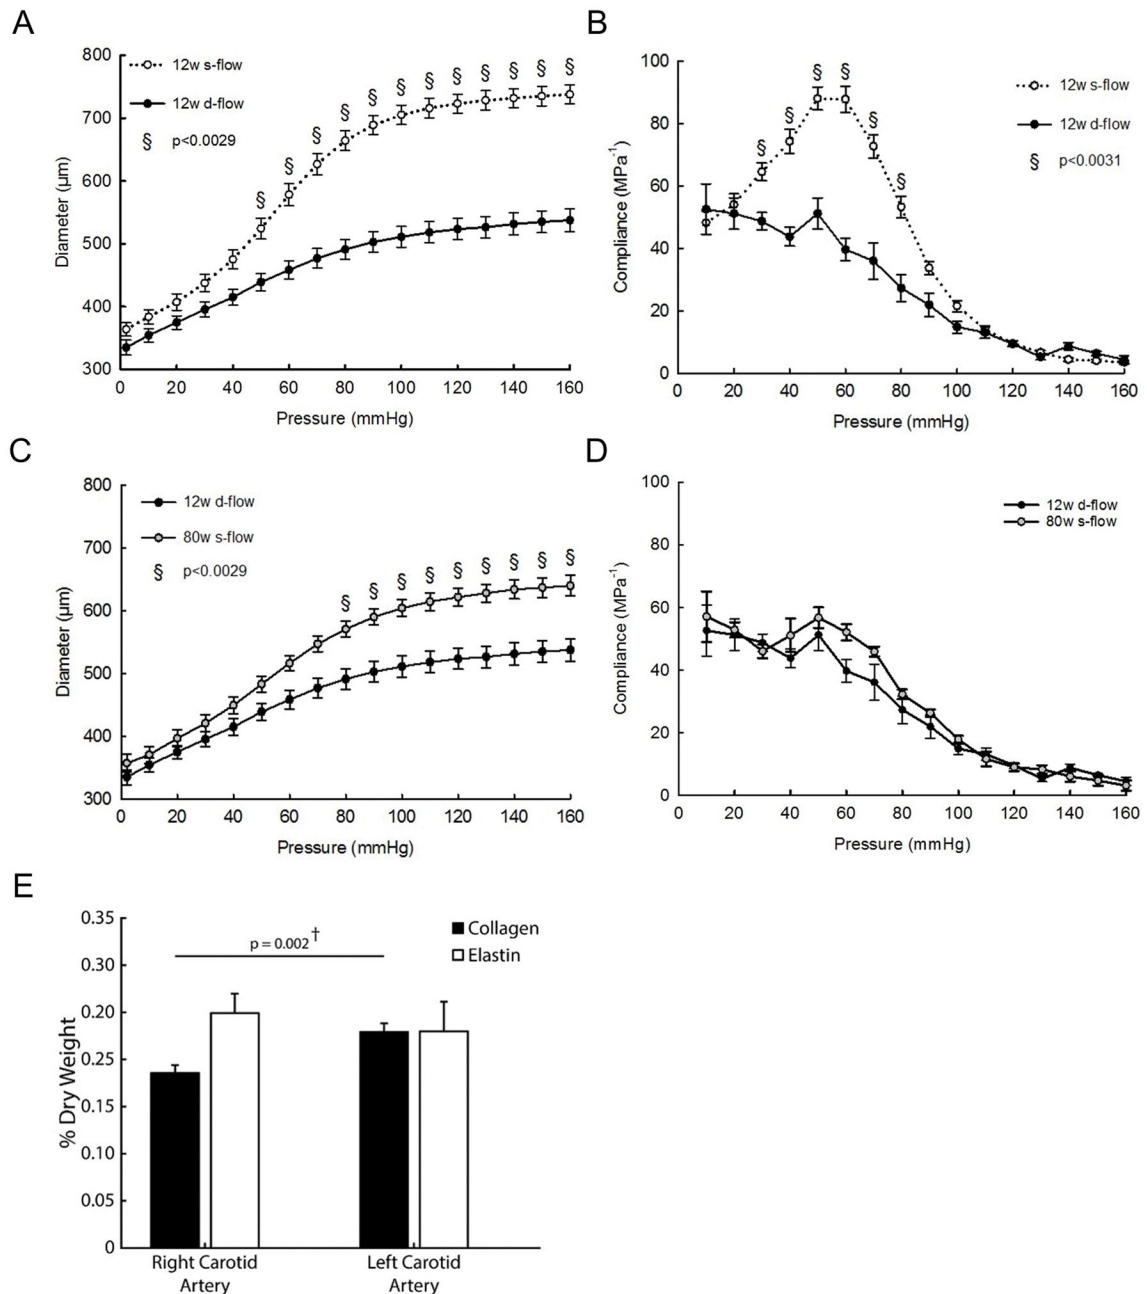 A
800
700
600
500
400
300
Diameter (μm)
12w s-flow
12w d-flow
§ p<0.0029
§ § § § § § § § § § § §
0 20 40 60 80 100 120 140 160
Pressure (mmHg)
B
100
80
60
40
20
0
Compliance (MPa⁻¹)
12w s-flow
12w d-flow
§ p<0.0031
§ § § § § §
0 20 40 60 80 100 120 140 160
Pressure (mmHg)
C
800
700
600
500
400
300
Diameter (μm)
12w d-flow
80w s-flow
§ p<0.0029
§ § § § § § § § §
0 20 40 60 80 100 120 140 160
Pressure (mmHg)
D
100
80
60
40
20
0
Compliance (MPa⁻¹)
12w d-flow
80w s-flow
0 20 40 60 80 100 120 140 160
Pressure (mmHg)
E
0.35
0.30
0.20
0.25
0.15
0.10
0.05
0
% Dry Weight
p = 0.002†
Collagen
Elastin
Right Carotid
Artery
Left Carotid
Artery